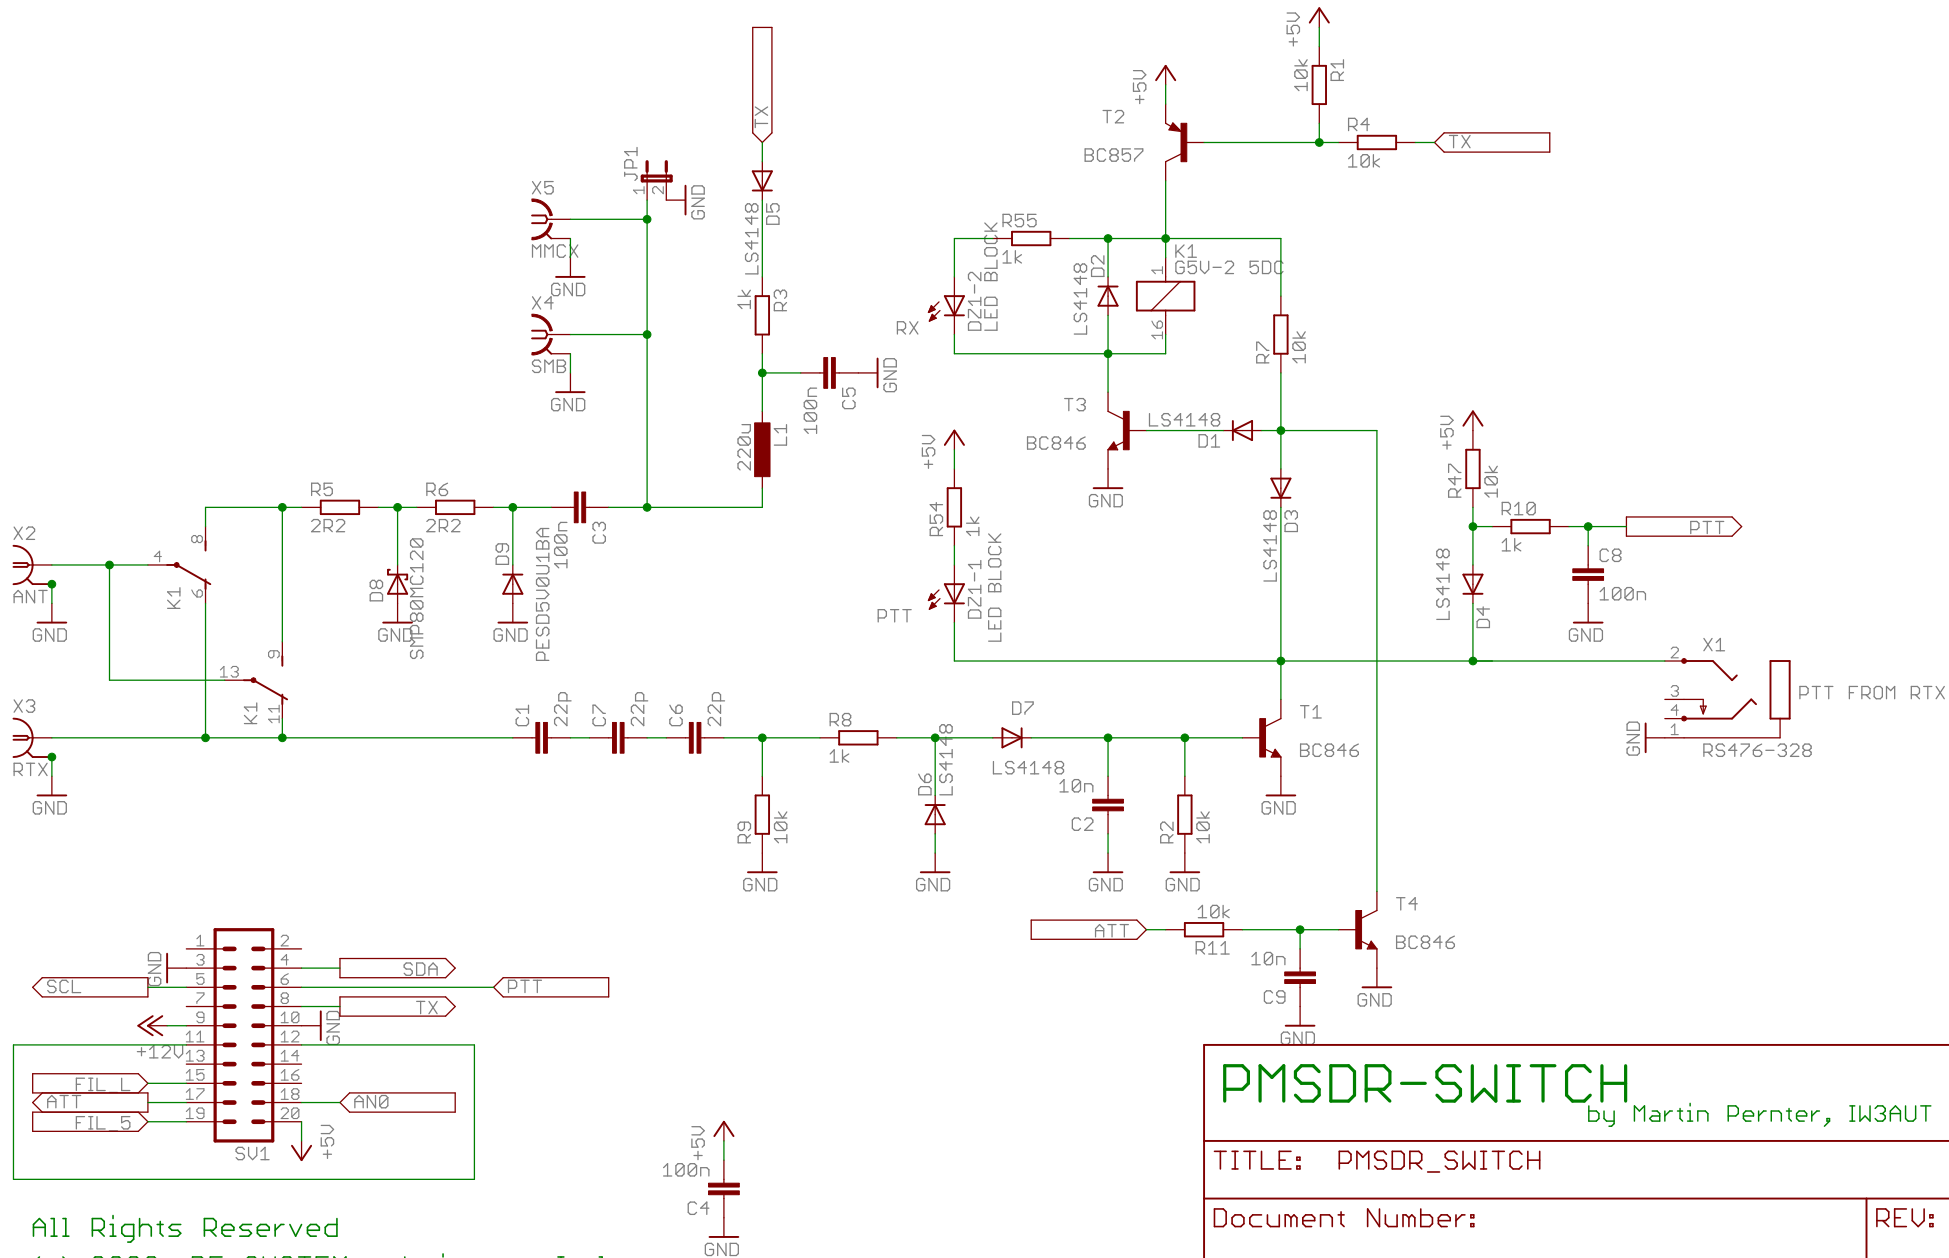 +5V
10k
R1
TX
+5V
T2
BC857
R4
10k
TX
JP1
1
2
GND
X5
MMCX
GND
LS4148
D5
R55
1k
LED BLOCK
DZ1-2
RX
LS4148
D2
K1
G5V-2 5DC
1
16
X4
SMB
GND
1k
R3
R7
10k
100n
C5
GND
T3
BC846
GND
LS4148
D1
220u
L1
+5V
R54
1k
DZ1-1
LED BLOCK
PTT
LS4148
D3
+5V
R47
10k
R10
1k
PTT
C8
100n
GND
LS4148
D4
R5
2R2
R6
2R2
D8
SMP80MC120
GND
D9
PESD5V0U1BA
GND
100n
C3
X2
ANT
GND
4
8
6
K1
13
9
11
K1
X3
RTX
GND
C1
22p
C7
22p
C6
22p
R8
1k
R9
10k
GND
D6
LS4148
GND
D7
LS4148
10n
C2
GND
R2
10k
GND
T1
BC846
GND
X1
2
3
4
1
GND
PTT FROM RTX
RS476-328
ATT
10k
R11
10n
C9
GND
T4
BC846
GND
1
2
3
4
5
6
7
8
9
10
11
12
13
14
15
16
17
18
19
20
GND
SCL
SDA
PTT
TX
GND
+12V
FIL_L
ATT
FIL_5
AN0
+5V
SV1
+5V
100n
C4
GND
PMSDR-SWITCH
by Martin Pernter, IW3AUT
TITLE: PMSDR_SWITCH
Document Number:
REV:
All Rights Reserved